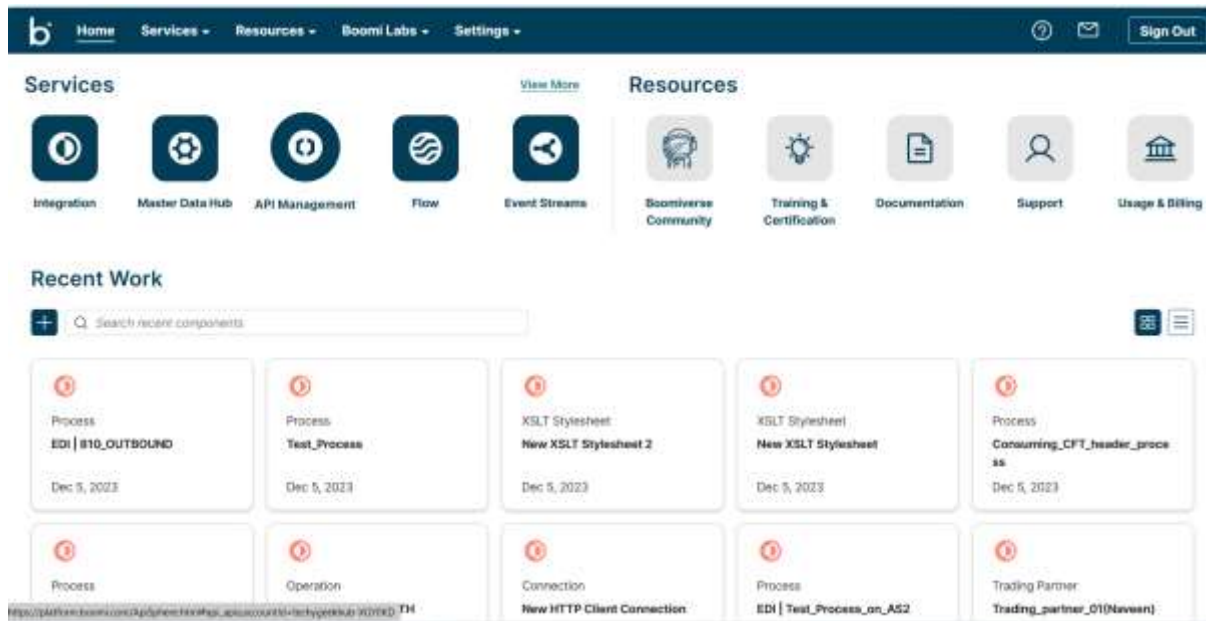 b
Home Services Resources Boomi Labs Settings Sign Out
Services View More Resources
Integration Master Data Hub API Management Flow Event Streams Boomiverse Training & Documentation Support Usage & Billing
Community Certification
Recent Work
Search recent components
Process Process XSLT Stylesheet XSLT Stylesheet Process
EDI | 810_OUTBOUND Test_Process New XSLT Stylesheet 2 New XSLT Stylesheet Consuming_CFT_header_proce
ss
Dec 5, 2023 Dec 5, 2023 Dec 5, 2023 Dec 5, 2023 Dec 5, 2023
Process Operation Connection Process Trading Partner
TH New HTTP Client Connection EDI | Test_Process_on_AS2 Trading_partner_01(Naveen)